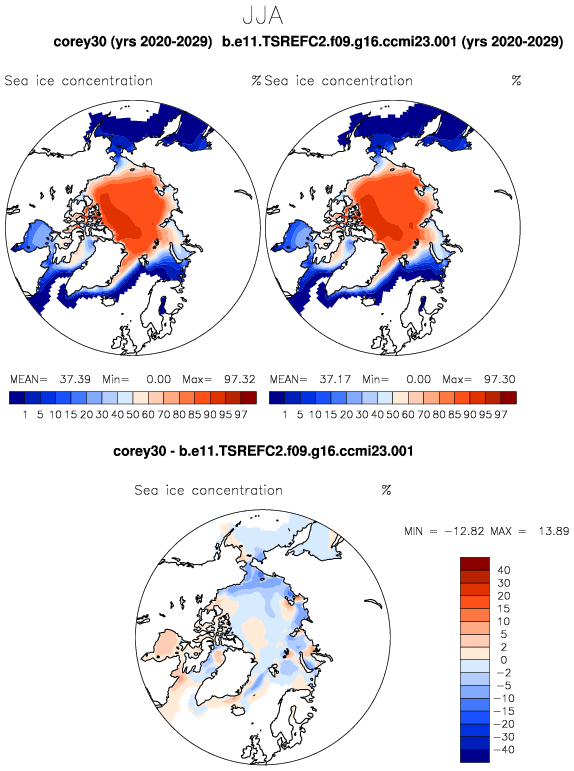 JJA
corey30 (yrs 2020-2029) b.e11.TSREFC2.f09.g16.ccmi23.001 (yrs 2020-2029)
Sea ice concentration % Sea ice concentration %
MEAN= 37.39 Min= 0.00 Max= 97.32 MEAN= 37.17 Min= 0.00 Max= 97.30
1 5 10 15 20 30 40 50 60 70 80 85 90 95 97 1 5 10 15 20 30 40 50 60 70 80 85 90 95 97
corey30 - b.e11.TSREFC2.f09.g16.ccmi23.001
Sea ice concentration %
MIN = -12.82 MAX = 13.89
40
30
20
15
10
5
2
0
-2
-5
-10
-15
-20
-30
-40